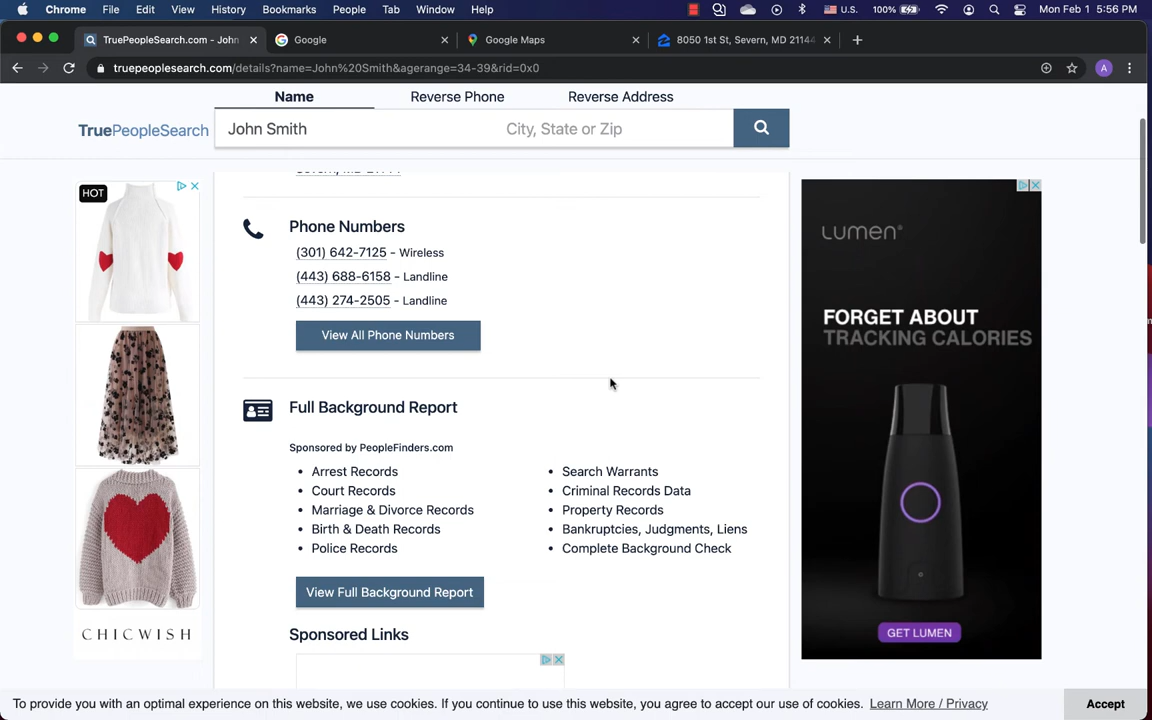 Chrome File Edit View History Bookmarks People Tab Window Help U.S. 100% Mon Feb 1 5:56 PM
TruePeopleSearch.com - John Google Google Maps 8050 1st St, Severn, MD 21144
truepeoplesearch.com/details?name=John%20Smith&agerange=34-39&rid=0x0 A
Name Reverse Phone Reverse Address
TruePeopleSearch John Smith City, State or Zip
HOT
Phone Numbers
(301) 642-7125 - Wireless
(443) 688-6158 - Landline
(443) 274-2505 - Landline
View All Phone Numbers
Full Background Report
Sponsored by PeopleFinders.com
• Arrest Records
• Court Records
• Marriage & Divorce Records
• Birth & Death Records
• Police Records
• Search Warrants
• Criminal Records Data
• Property Records
• Bankruptcies, Judgments, Liens
• Complete Background Check
View Full Background Report
Sponsored Links
CHICWISH
lumen
FORGET ABOUT
TRACKING CALORIES
GET LUMEN
To provide you with an optimal experience on this website, we use cookies. If you continue to use this website, you agree to accept our use of cookies. Learn More / Privacy
Accept